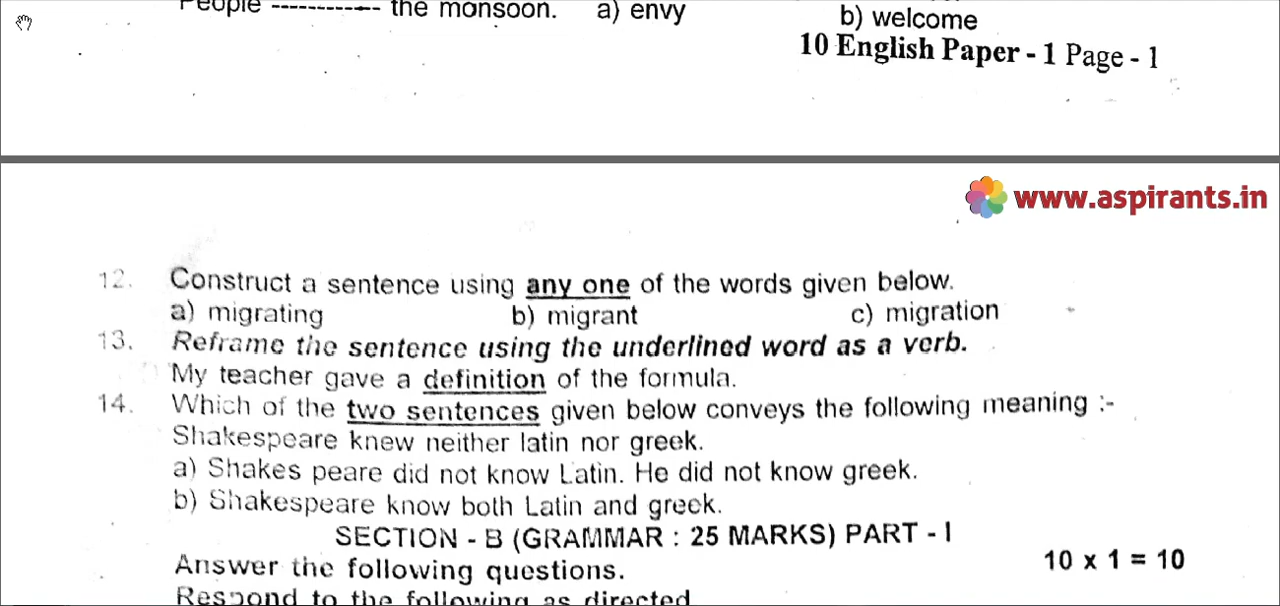 People ------------ the monsoon. a) envy b) welcome
10 English Paper - 1 Page - 1
www.aspirants.in
12. Construct a sentence using any one of the words given below.
a) migrating b) migrant c) migration
13. Reframe the sentence using the underlined word as a verb.
My teacher gave a definition of the formula.
14. Which of the two sentences given below conveys the following meaning :-
Shakespeare knew neither latin nor greek.
a) Shakes peare did not know Latin. He did not know greek.
b) Shakespeare know both Latin and greek.
SECTION - B (GRAMMAR : 25 MARKS) PART - I
Answer the following questions. 10 x 1 = 10
Respond to the following as directed